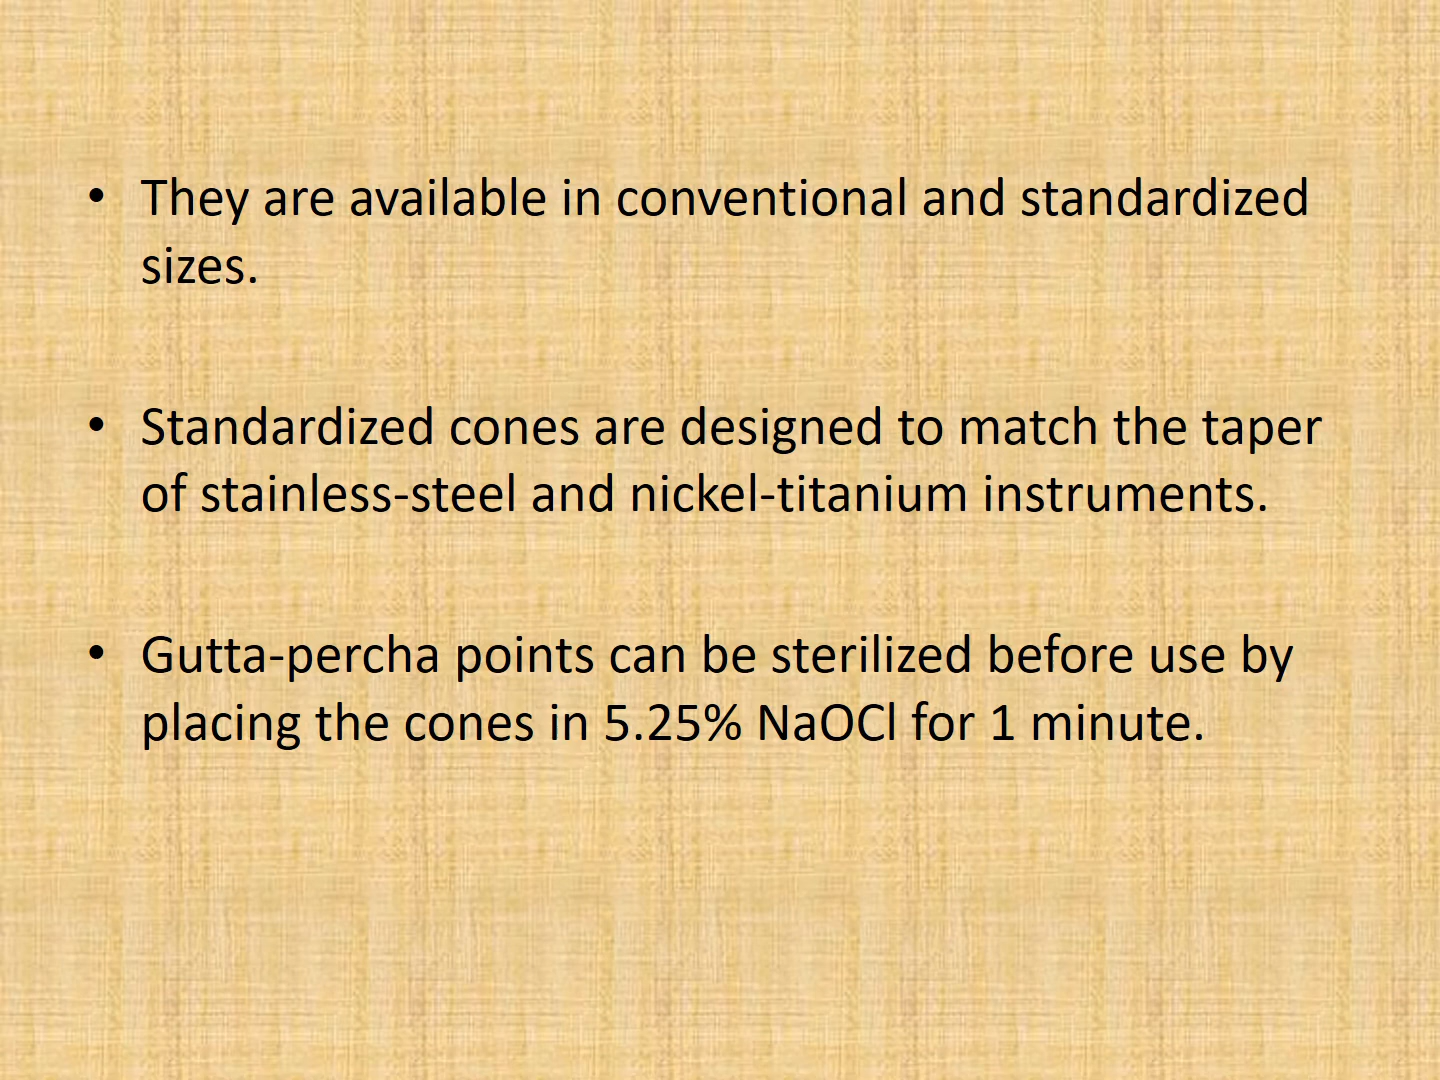 • They are available in conventional and standardized
sizes.
• Standardized cones are designed to match the taper
of stainless-steel and nickel-titanium instruments.
• Gutta-percha points can be sterilized before use by
placing the cones in 5.25% NaOCl for 1 minute.